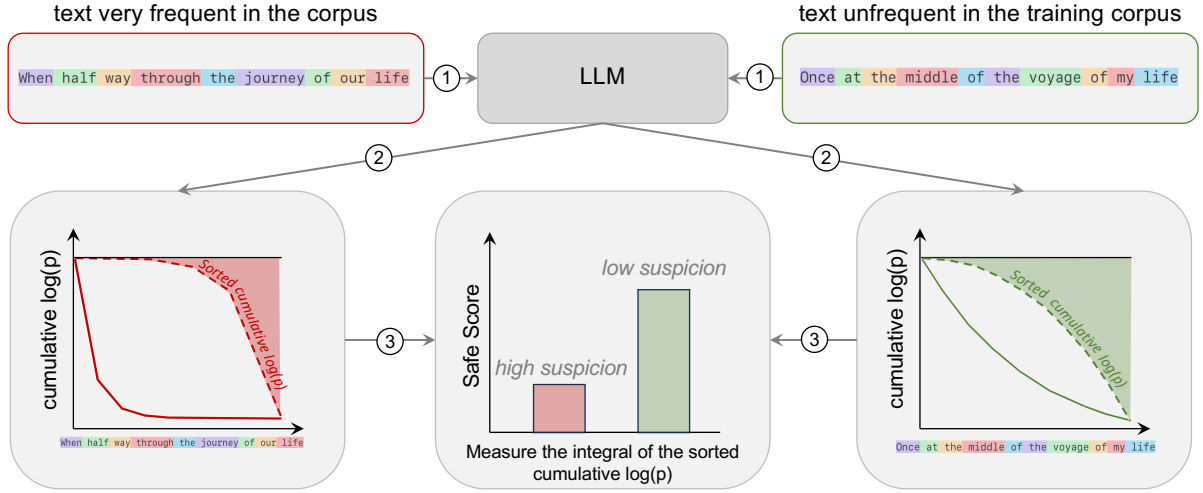 text very frequent in the corpus
text unfrequent in the training corpus
When half way through the journey of our life
1
LLM
1
Once at the middle of the voyage of my life
2
2
cumulative log(p)
Sorted cumulative log(p)
When half way through the journey of our life
3
Safe Score
low suspicion
high suspicion
Measure the integral of the sorted
cumulative log(p)
3
cumulative log(p)
Sorted cumulative log(p)
Once at the middle of the voyage of my life